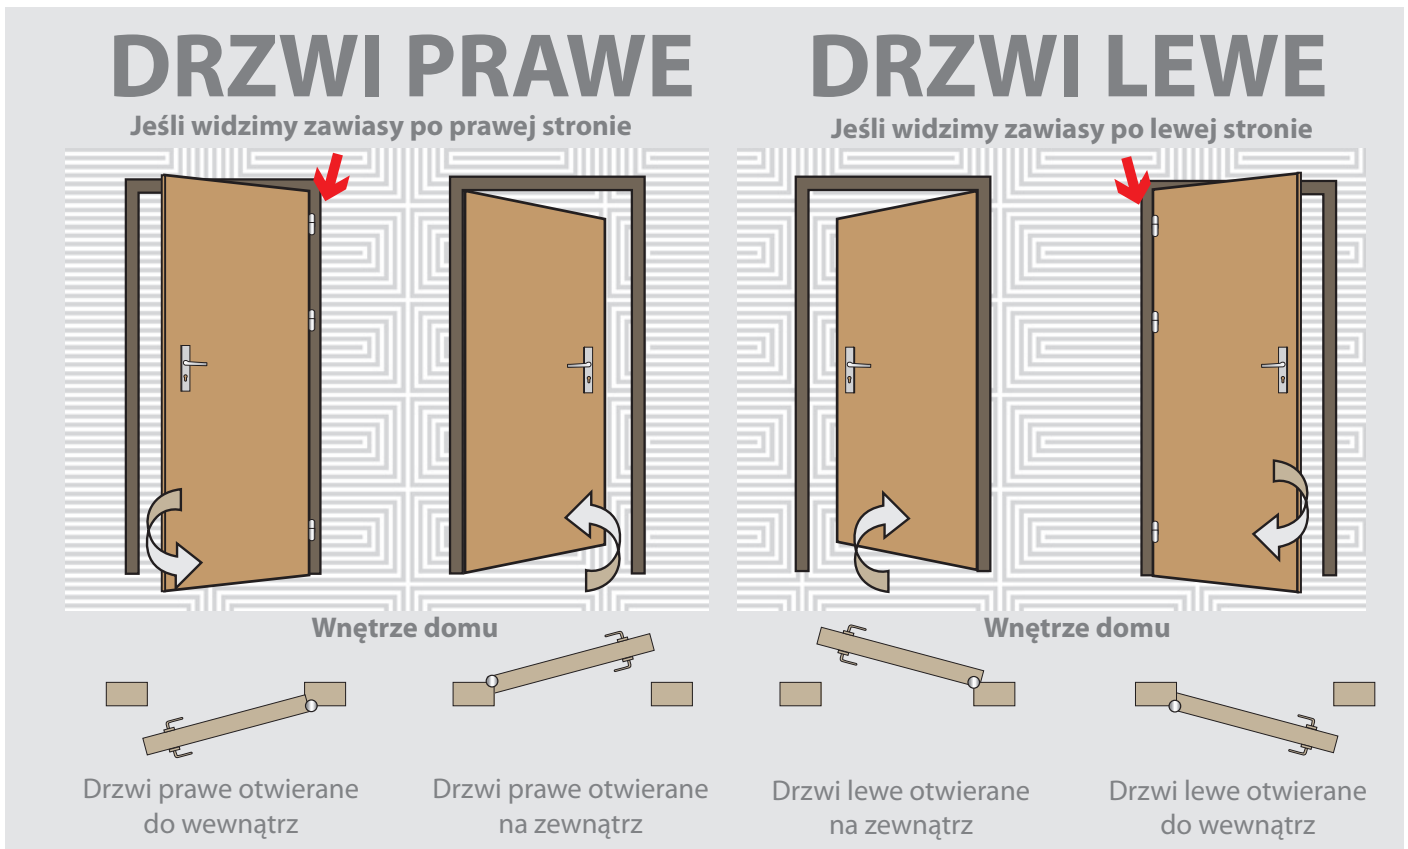 DRZWI PRAWE
Jeśli widzimy zawiasy po prawej stronie
DRZWI LEWE
Jeśli widzimy zawiasy po lewej stronie
Wnętrze domu
Wnętrze domu
Drzwi prawe otwierane
do wewnątrz
Drzwi prawe otwierane
na zewnątrz
Drzwi lewe otwierane
na zewnątrz
Drzwi lewe otwierane
do wewnątrz